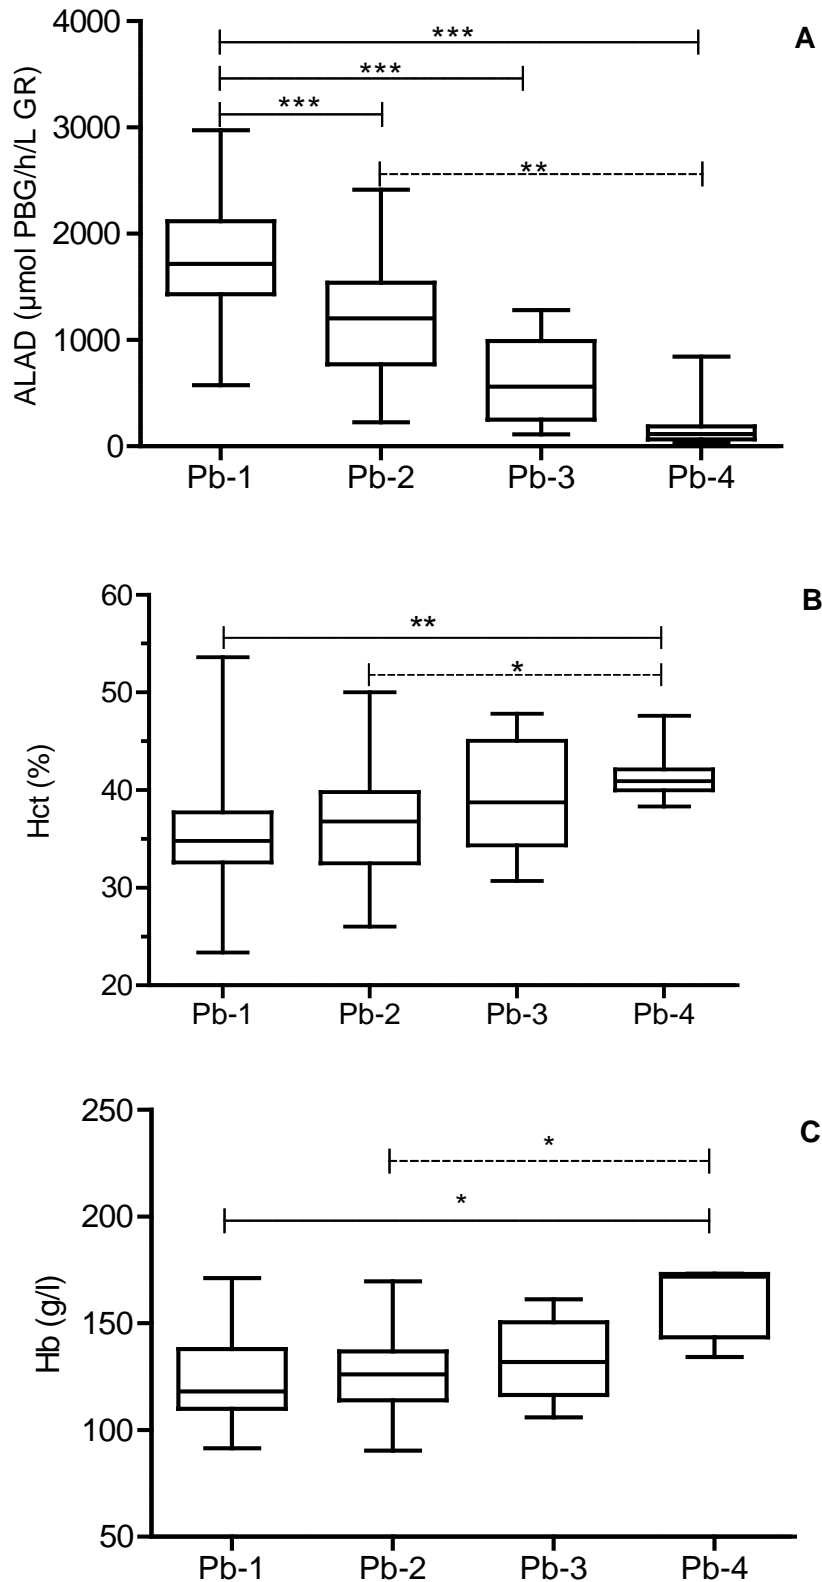 4000
***
A
***
3000
***
**
2000
1000
0
ALAD (µmol PBG/h/L GR)
Pb-1 Pb-2 Pb-3 Pb-4
60
B
**
50
*
40
30
20
Hct (%)
Pb-1 Pb-2 Pb-3 Pb-4
250
C
*
200
*
150
100
50
Hb (g/l)
Pb-1 Pb-2 Pb-3 Pb-4